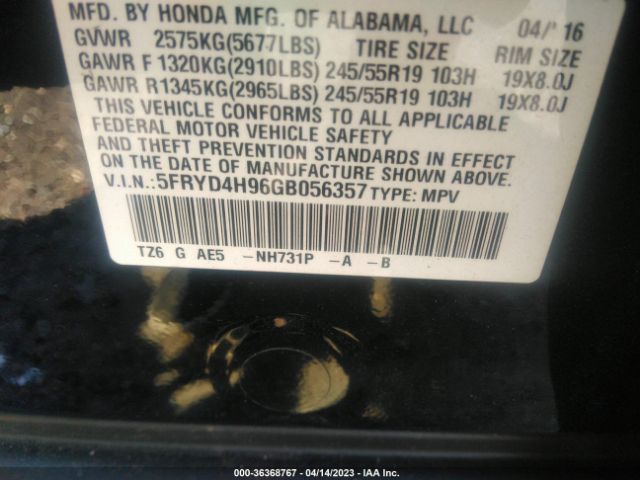 MFD. BY HONDA MFG. OF ALABAMA, LLC 04/'16
GVWR 2575KG(5677LBS) TIRE SIZE RIM SIZE
GAWR F 1320KG(2910LBS) 245/55R19 103H 19X8.0J
GAWR R1345KG(2965LBS) 245/55R19 103H 19X8.0J
THIS VEHICLE CONFORMS TO ALL APPLICABLE
FEDERAL MOTOR VEHICLE SAFETY
AND THEFT PREVENTION STANDARDS IN EFFECT
ON THE DATE OF MANUFACTURE SHOWN ABOVE.
V.I.N.:5FRYD4H96GB056357 TYPE: MPV
TZ6 G AE5 -NH731P -A -B
000-36368767 - 04/14/2023 - IAA Inc.